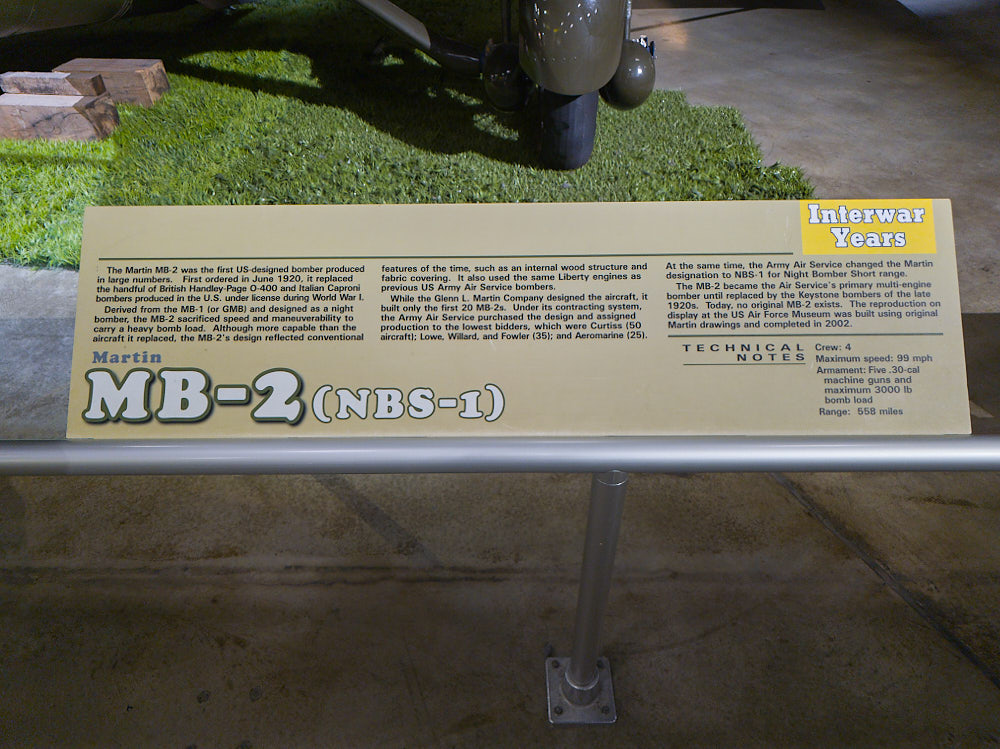 Interwar
Years
The Martin MB-2 was the first US-designed bomber produced
in large numbers. First ordered in June 1920, it replaced
the handful of British Handley-Page O-400 and Italian Caproni
bombers produced in the U.S. under license during World War I.
Derived from the MB-1 (or GMB) and designed as a night
bomber, the MB-2 sacrificed speed and maneuverability to
carry a heavy bomb load. Although more capable than the
aircraft it replaced, the MB-2's design reflected conventional
features of the time, such as an internal wood structure and
fabric covering. It also used the same Liberty engines as
previous US Army Air Service bombers.
While the Glenn L. Martin Company designed the aircraft, it
built only the first 20 MB-2s. Under its contracting system,
the Army Air Service purchased the design and assigned
production to the lowest bidders, which were Curtiss (50
aircraft); Lowe, Willard, and Fowler (35); and Aeromarine (25).
At the same time, the Army Air Service changed the Martin
designation to NBS-1 for Night Bomber Short range.
The MB-2 became the Air Service's primary multi-engine
bomber until replaced by the Keystone bombers of the late
1920s. Today, no original MB-2 exists. The reproduction on
display at the US Air Force Museum was built using original
Martin drawings and completed in 2002.
Martin
MB-2 (NBS-1)
TECHNICAL
NOTES
Crew: 4
Maximum speed: 99 mph
Armament: Five .30-cal
machine guns and
maximum 3000 lb
bomb load
Range: 558 miles